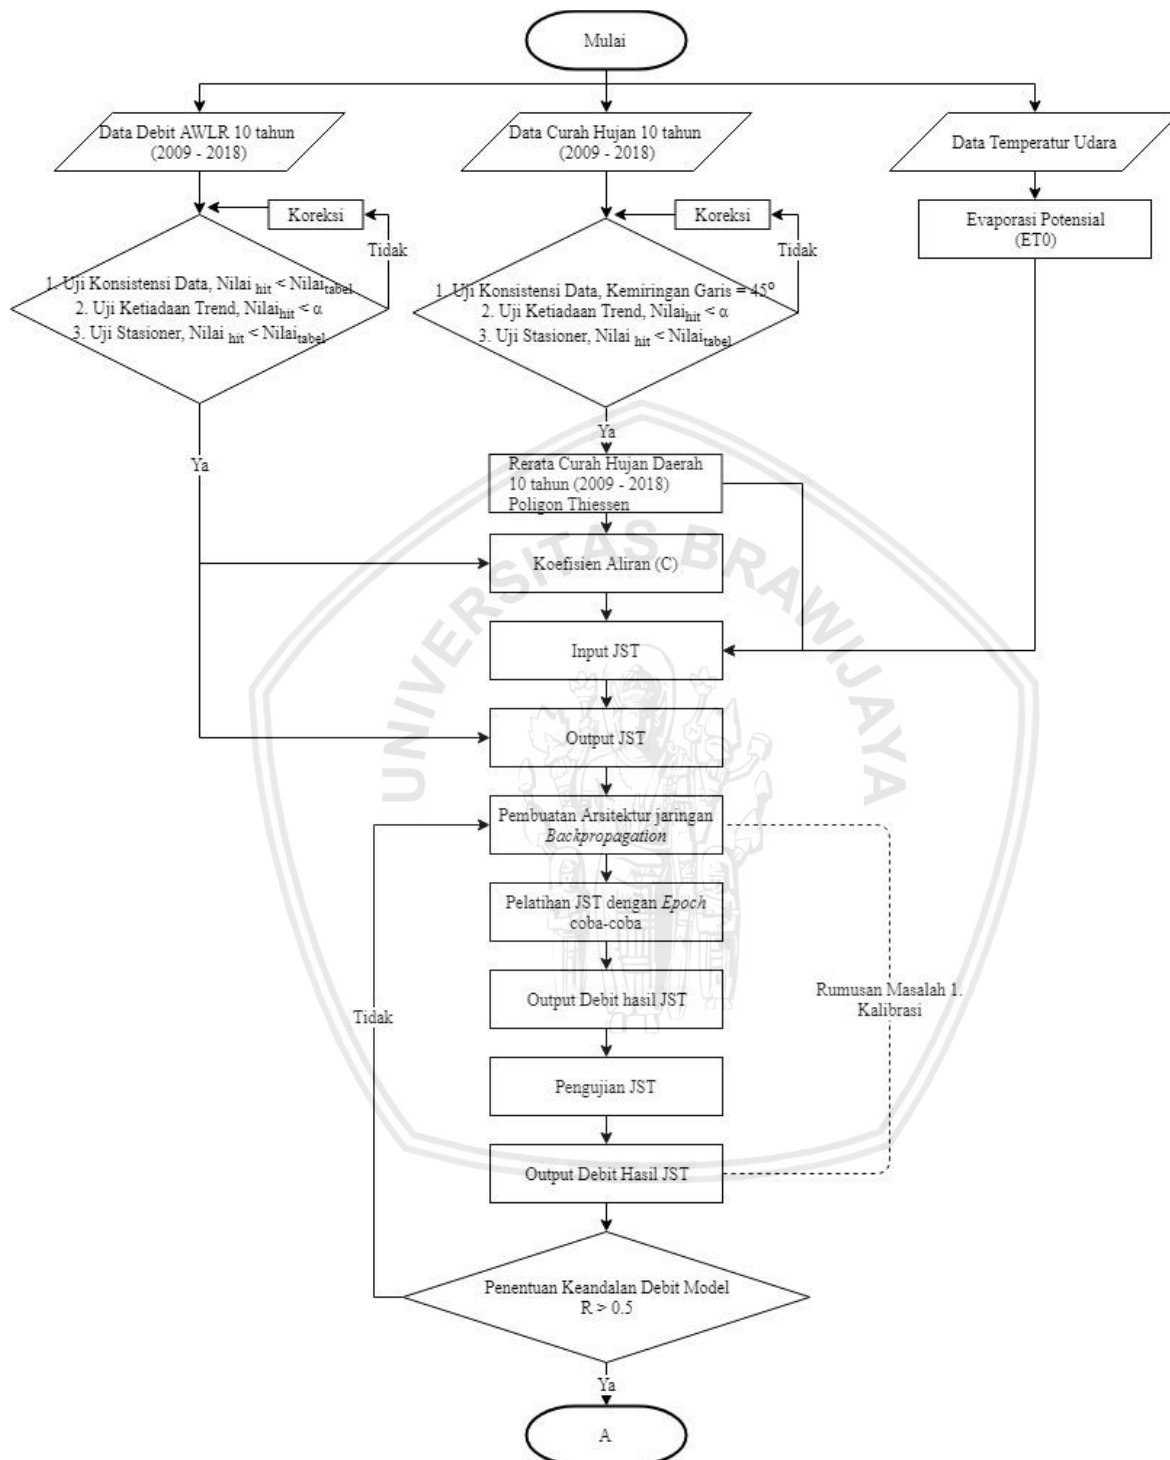 Mulai
Data Debit AWLR 10 tahun
(2009 - 2018)
Data Curah Hujan 10 tahun
(2009 - 2018)
Data Temperatur Udara
Koreksi
Tidak
Koreksi
Tidak
Evaporasi Potensial
(ET0)
1. Uji Konsistensi Data, Nilai hit < Nilai tabel
2. Uji Ketiadaan Trend, Nilai hit < α
3. Uji Stasioner, Nilai hit < Nilai tabel
1. Uji Konsistensi Data, Kemiringan Garis = 45°
2. Uji Ketiadaan Trend, Nilai hit < α
3. Uji Stasioner, Nilai hit < Nilai tabel
Ya
Ya
Rerata Curah Hujan Daerah
10 tahun (2009 - 2018)
Poligon Thiessen
Koefisien Aliran (C)
Input JST
Output JST
Pembuatan Arsitektur jaringan
Backpropagation
Pelatihan JST dengan Epoch
coba-coba
Output Debit hasil JST
Rumusan Masalah 1.
Kalibrasi
Tidak
Pengujian JST
Output Debit Hasil JST
Penentuan Keandalan Debit Model
R > 0.5
Ya
A
UNIVERSITAS BRAWIJAYA